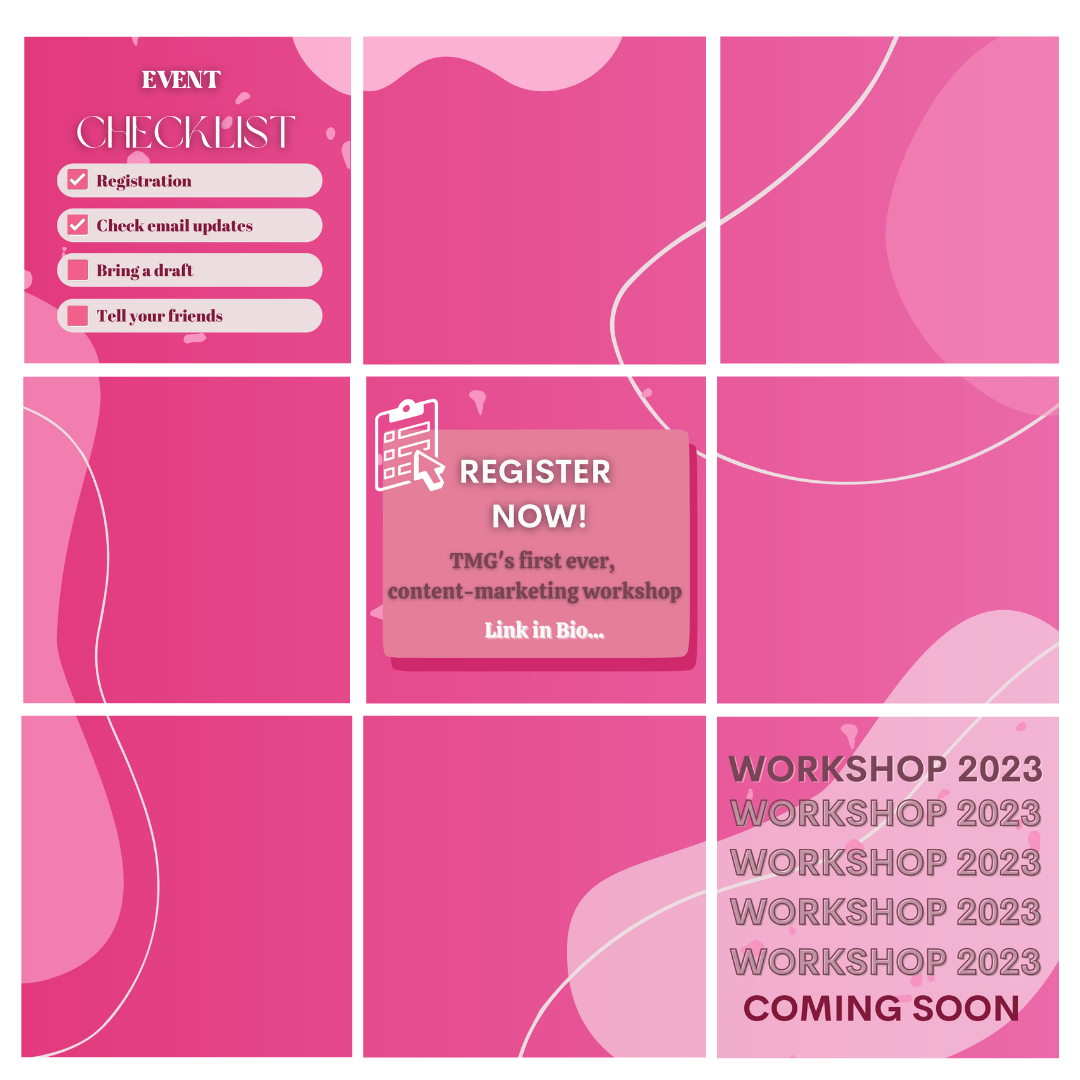 EVENT
CHECKLIST
Registration
Check email updates
Bring a draft
Tell your friends
REGISTER
NOW!
TMG's first ever,
content-marketing workshop
Link in Bio...
WORKSHOP 2023
WORKSHOP 2023
WORKSHOP 2023
WORKSHOP 2023
WORKSHOP 2023
COMING SOON